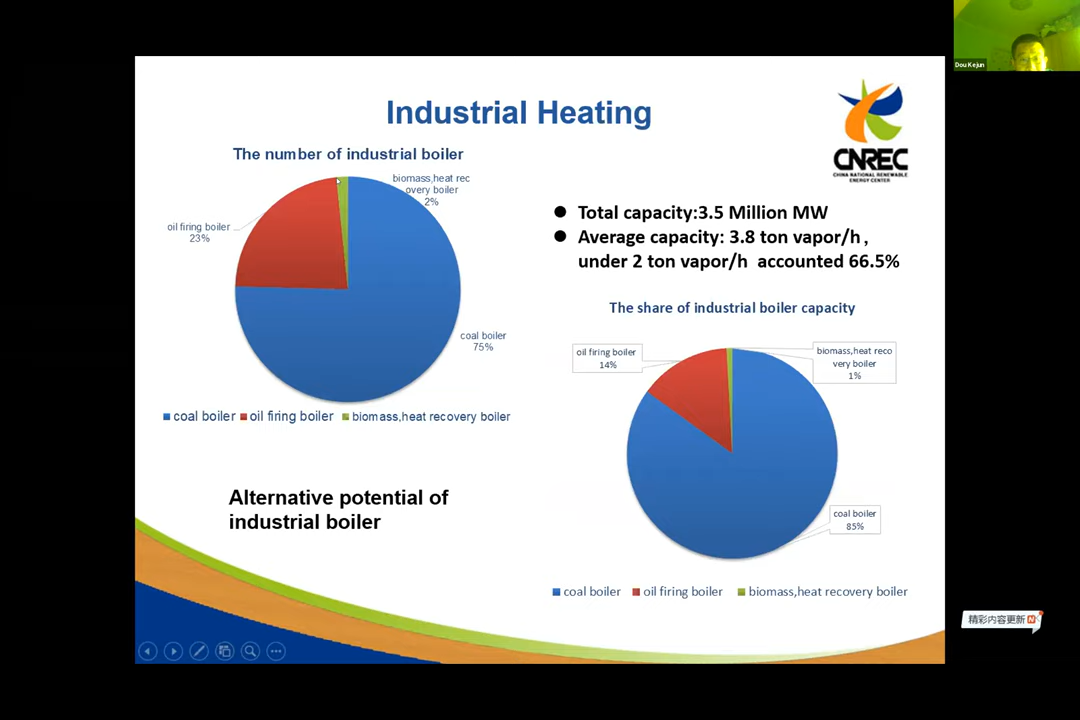 Industrial Heating
The number of industrial boiler
biomass,heat rec
overy boiler
2%
oil firing boiler
23%
coal boiler
75%
coal boiler oil firing boiler biomass,heat recovery boiler
Alternative potential of
industrial boiler
CNREC
CHINA NATIONAL RENEWABLE
ENERGY CENTER
Total capacity:3.5 Million MW
Average capacity: 3.8 ton vapor/h ,
under 2 ton vapor/h accounted 66.5%
The share of industrial boiler capacity
oil firing boiler
14%
biomass,heat reco
very boiler
1%
coal boiler
85%
coal boiler oil firing boiler biomass,heat recovery boiler
Dou Kejun
精彩内容更新 N